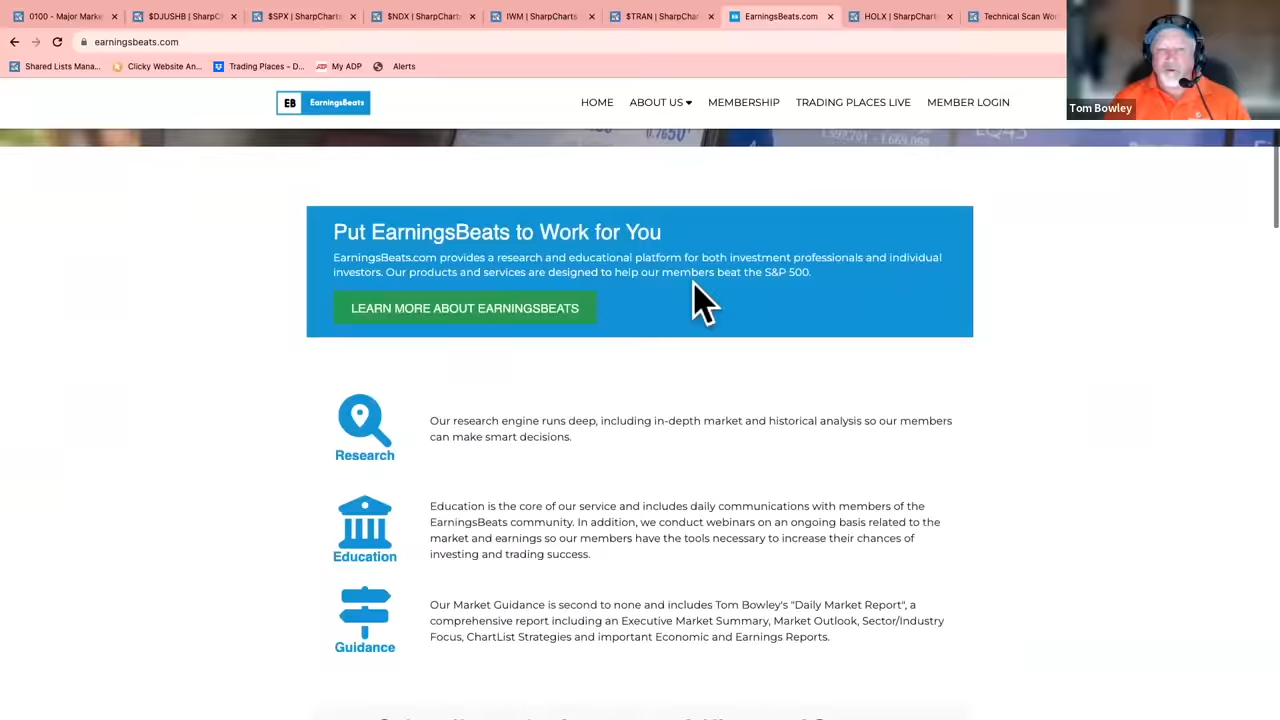 0100 - Major Marke
$DJUSHB | SharpCh
$SPX | SharpCharts
$NDX | SharpCharts
IWM | SharpCharts
$TRAN | SharpChar
EarningsBeats.com
HOLX | SharpChart
Technical Scan Wor
earningsbeats.com
Shared Lists Mana...
Clicky Website An...
Trading Places – D...
ADP My ADP
Alerts
Tom Bowley
EB EarningsBeats
HOME ABOUT US MEMBERSHIP TRADING PLACES LIVE MEMBER LOGIN
Put EarningsBeats to Work for You
EarningsBeats.com provides a research and educational platform for both investment professionals and individual
investors. Our products and services are designed to help our members beat the S&P 500.
LEARN MORE ABOUT EARNINGSBEATS
Our research engine runs deep, including in-depth market and historical analysis so our members
can make smart decisions.
Research
Education is the core of our service and includes daily communications with members of the
EarningsBeats community. In addition, we conduct webinars on an ongoing basis related to the
market and earnings so our members have the tools necessary to increase their chances of
investing and trading success.
Education
Our Market Guidance is second to none and includes Tom Bowley's "Daily Market Report", a
comprehensive report including an Executive Market Summary, Market Outlook, Sector/Industry
Focus, ChartList Strategies and important Economic and Earnings Reports.
Guidance